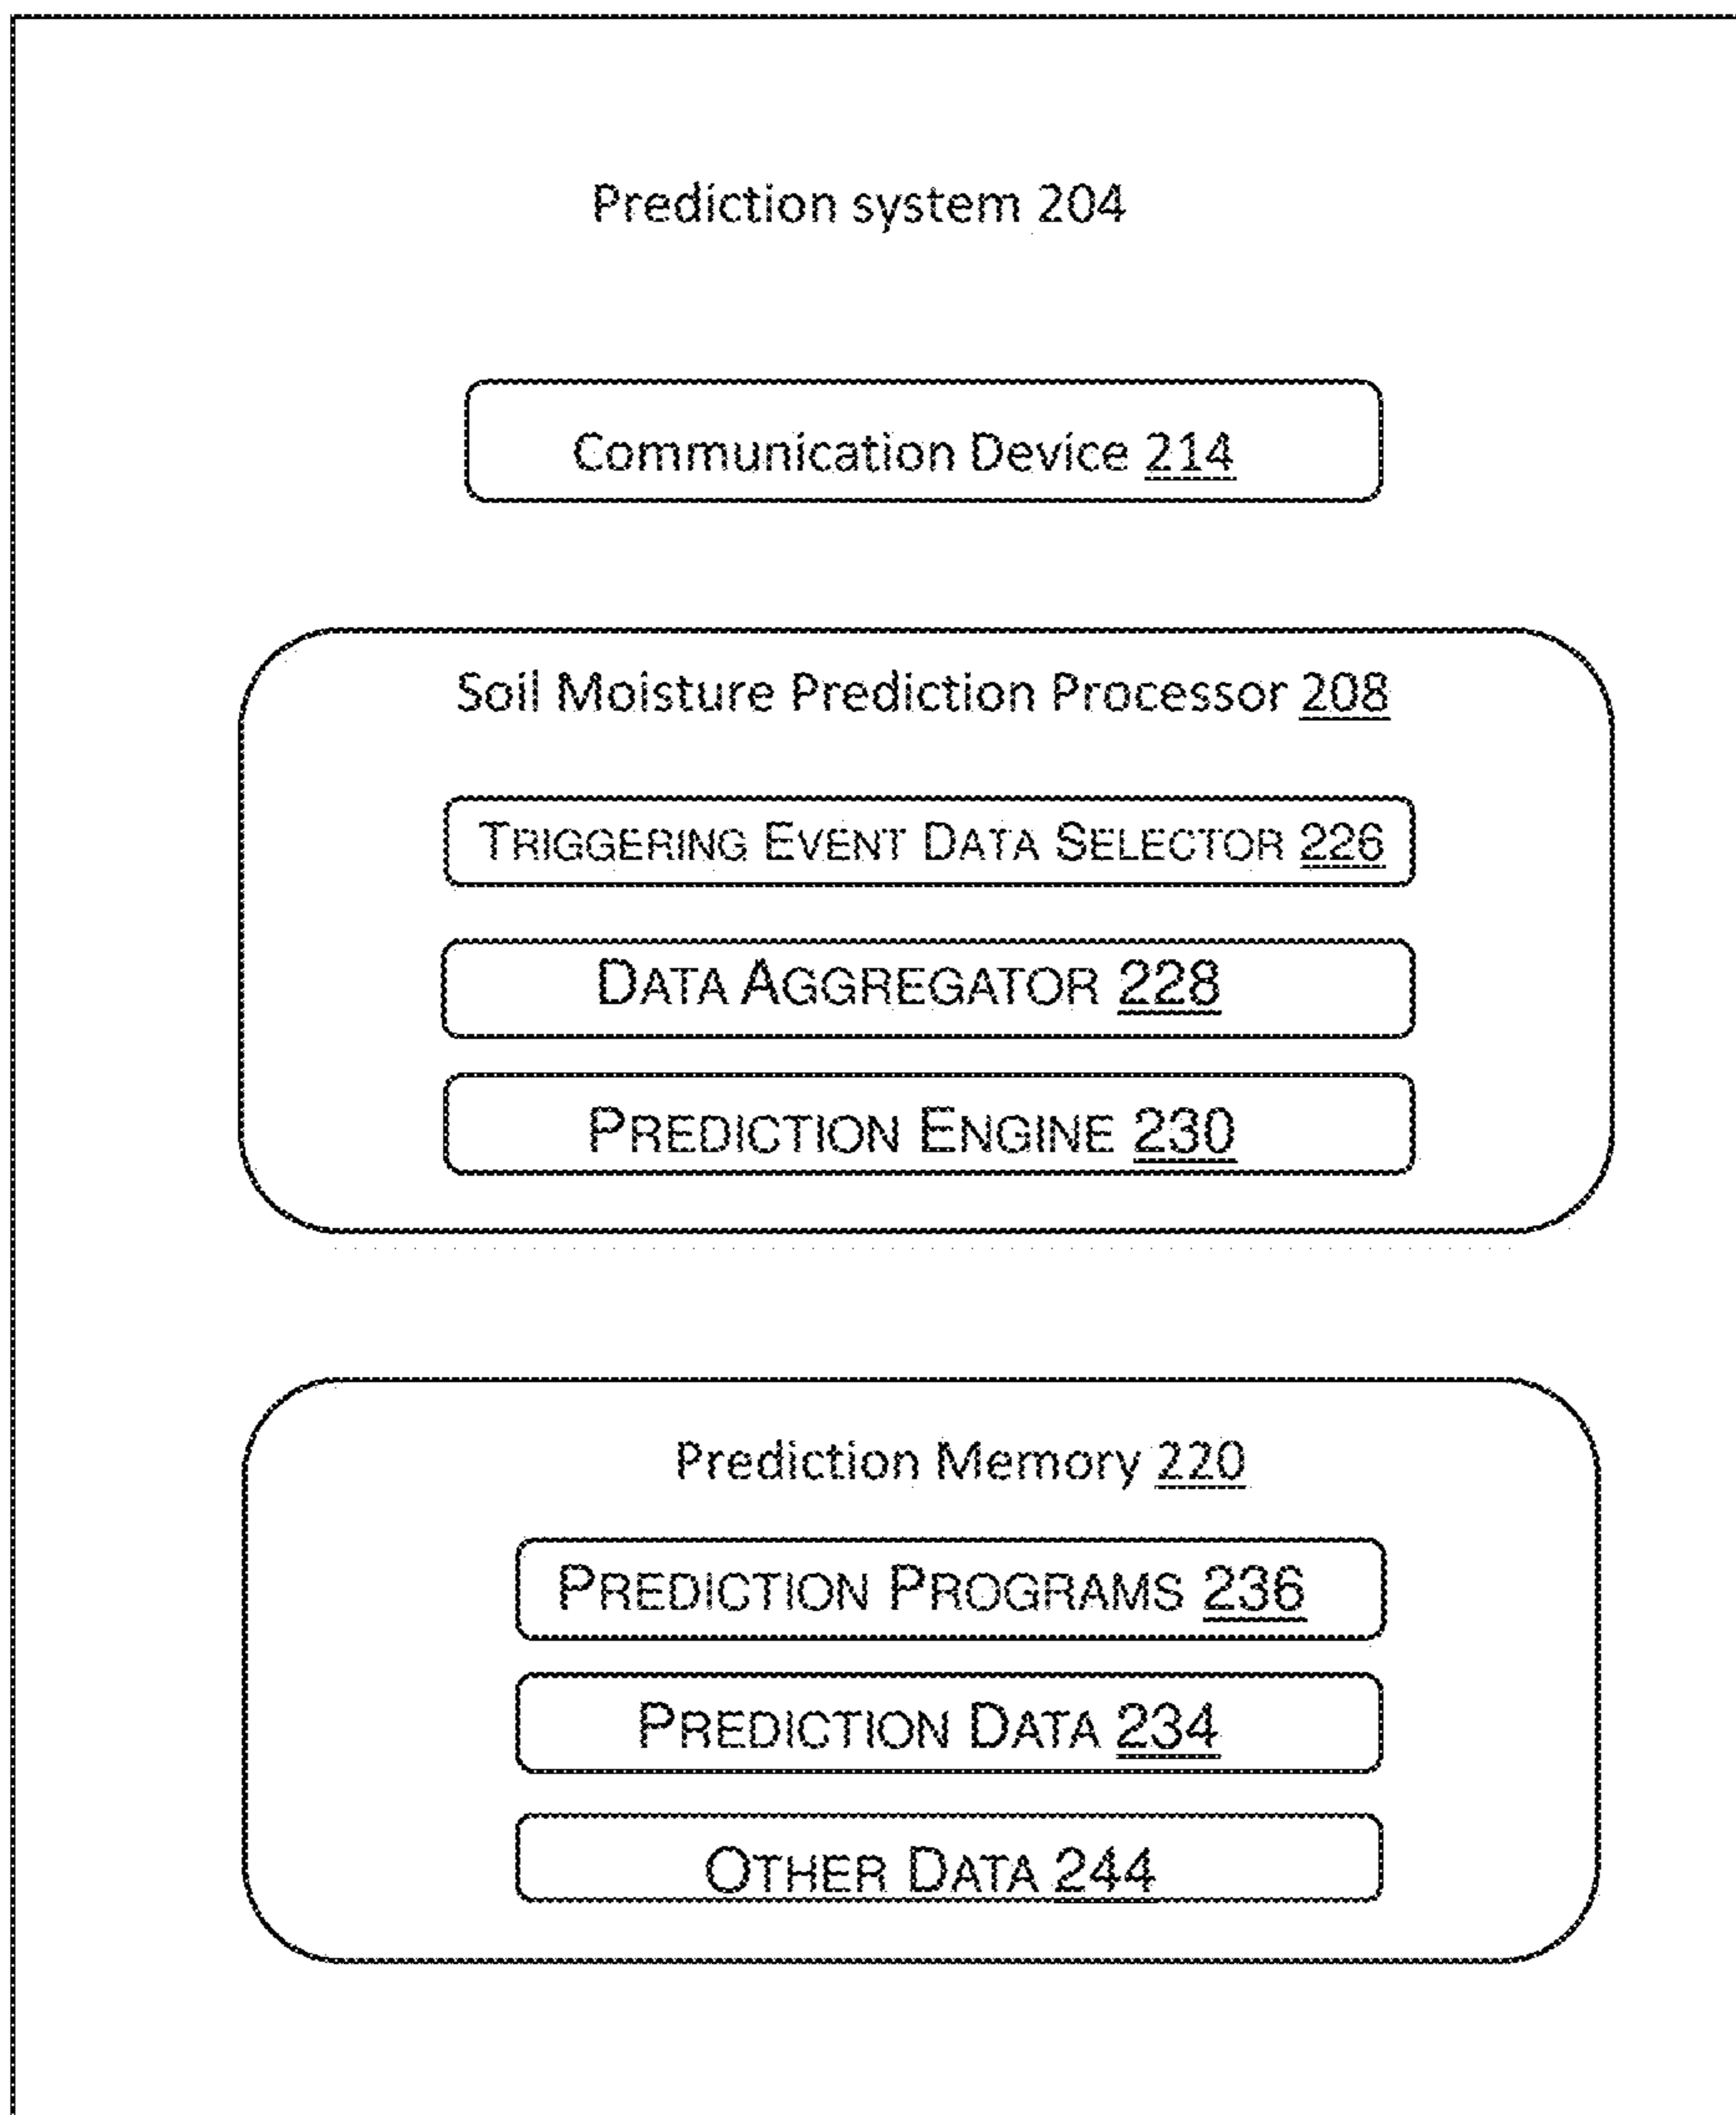 Prediction system 204
Communication Device 214
Soil Moisture Prediction Processor 208
TRIGGERING EVENT DATA SELECTOR 226
DATA AGGREGATOR 228
PREDICTION ENGINE 230
Prediction Memory 220
PREDICTION PROGRAMS 236
PREDICTION DATA 234
OTHER DATA 244